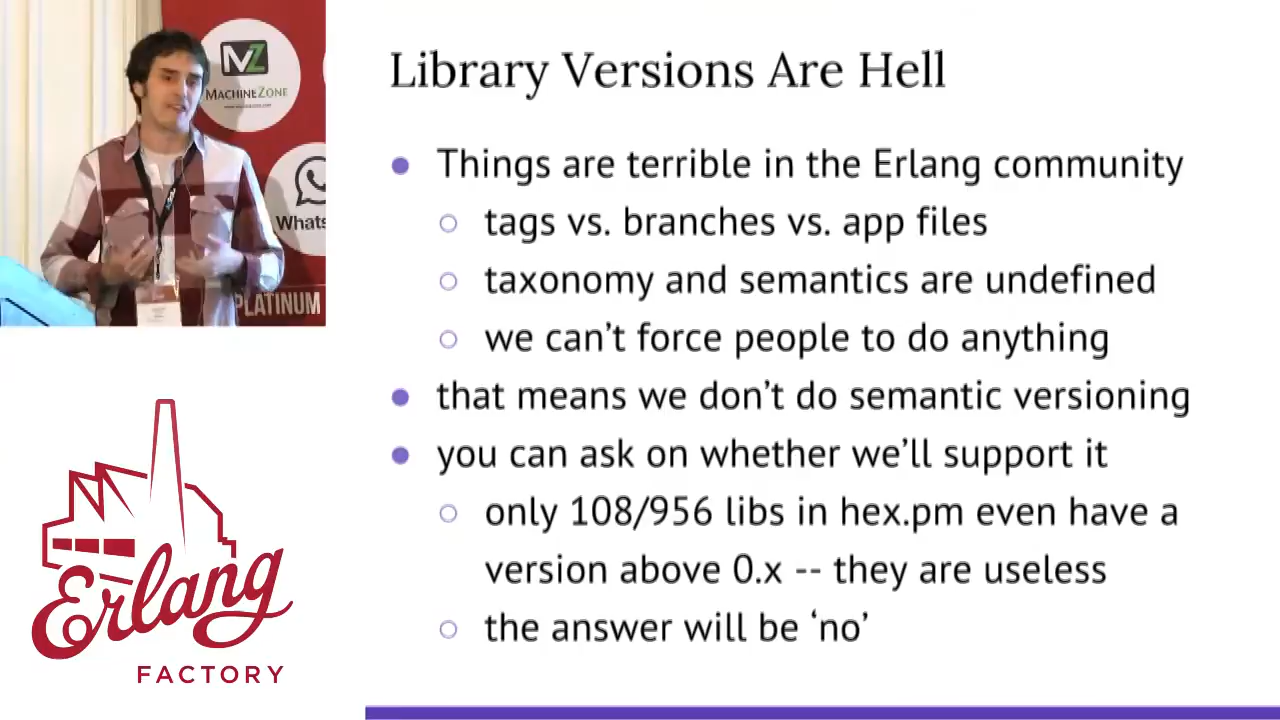 MZ
MACHINEZONE
Whats
PLATINUM
Library Versions Are Hell
Things are terrible in the Erlang community
tags vs. branches vs. app files
taxonomy and semantics are undefined
we can't force people to do anything
that means we don't do semantic versioning
you can ask on whether we'll support it
only 108/956 libs in hex.pm even have a
version above 0.x -- they are useless
the answer will be ‘no’
Erlang
FACTORY